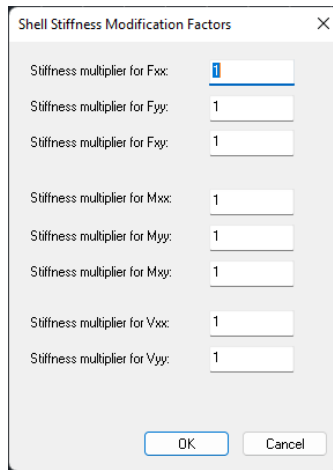 Shell Stiffness Modification Factors
Stiffness multiplier for Fxx: 1
Stiffness multiplier for Fyy: 1
Stiffness multiplier for Fxy: 1
Stiffness multiplier for Mxx: 1
Stiffness multiplier for Myy: 1
Stiffness multiplier for Mxy: 1
Stiffness multiplier for Vxx: 1
Stiffness multiplier for Vyy: 1
OK Cancel